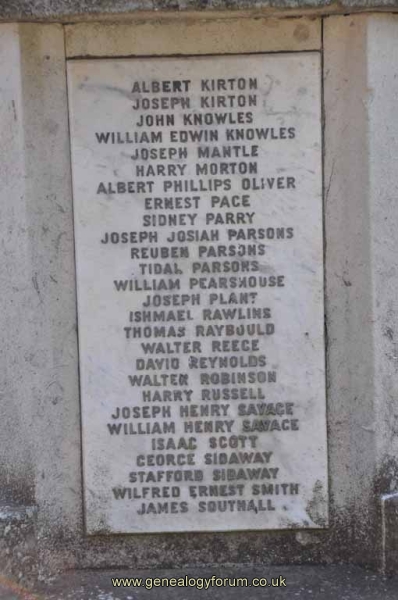 ALBERT KIRTON
JOSEPH KIRTON
JOHN KNOWLES
WILLIAM EDWIN KNOWLES
JOSEPH MANTLE
HARRY MORTON
ALBERT PHILLIPS OLIVER
ERNEST PACE
SIDNEY PARRY
JOSEPH JOSIAH PARSONS
REUBEN PARSONS
TIDAL PARSONS
WILLIAM PEARSHOUSE
JOSEPH PLANT
ISHMAEL RAWLINS
THOMAS RAYBOULD
WALTER REECE
DAVID REYNOLDS
WALTER ROBINSON
HARRY RUSSELL
JOSEPH HENRY SAVAGE
WILLIAM HENRY SAVAGE
ISAAC SCOTT
GEORGE SIDAWAY
STAFFORD SIDAWAY
WILFRED ERNEST SMITH
JAMES SOUTHALL
www.genealogyforum.co.uk